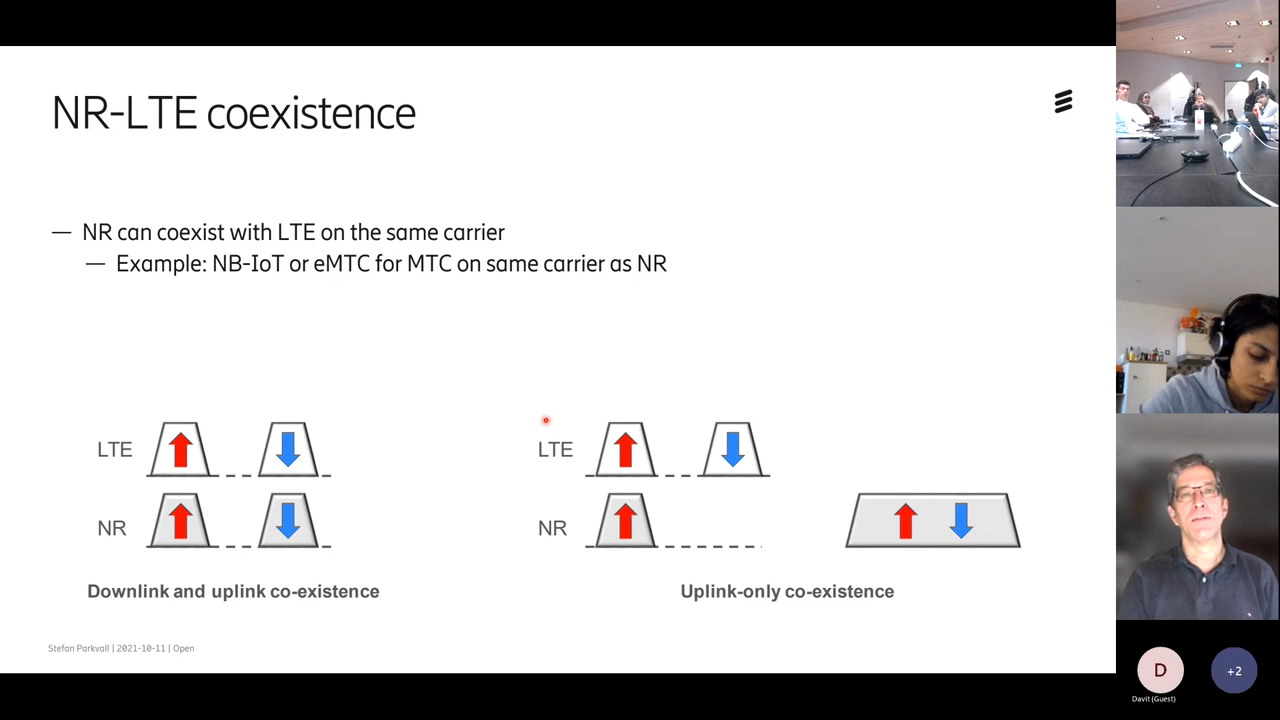 NR-LTE coexistence
— NR can coexist with LTE on the same carrier
— Example: NB-IoT or eMTC for MTC on same carrier as NR
LTE
NR
Downlink and uplink co-existence
LTE
NR
Uplink-only co-existence
Stefan Parkvall | 2021-10-11 | Open
D
Davit (Guest)
+2